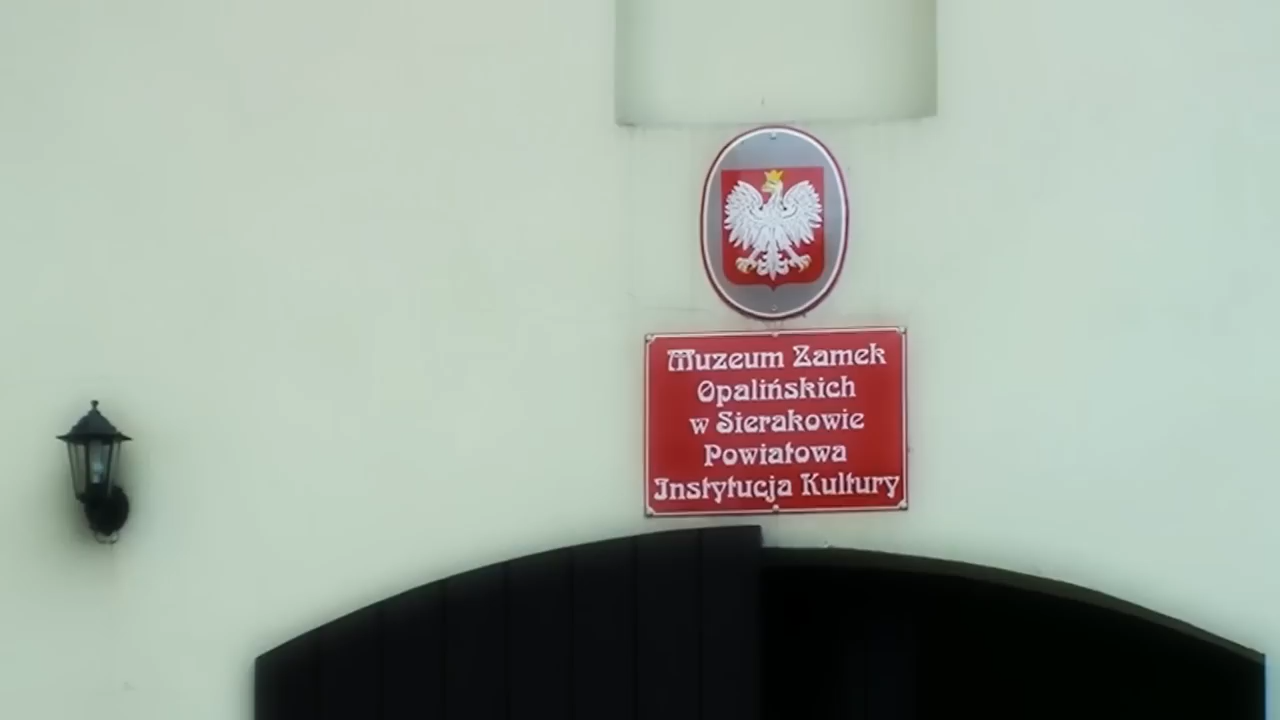 Muzeum Zamek
Opalińskich
w Sierakowie
Powiatowa
Instytucja Kultury